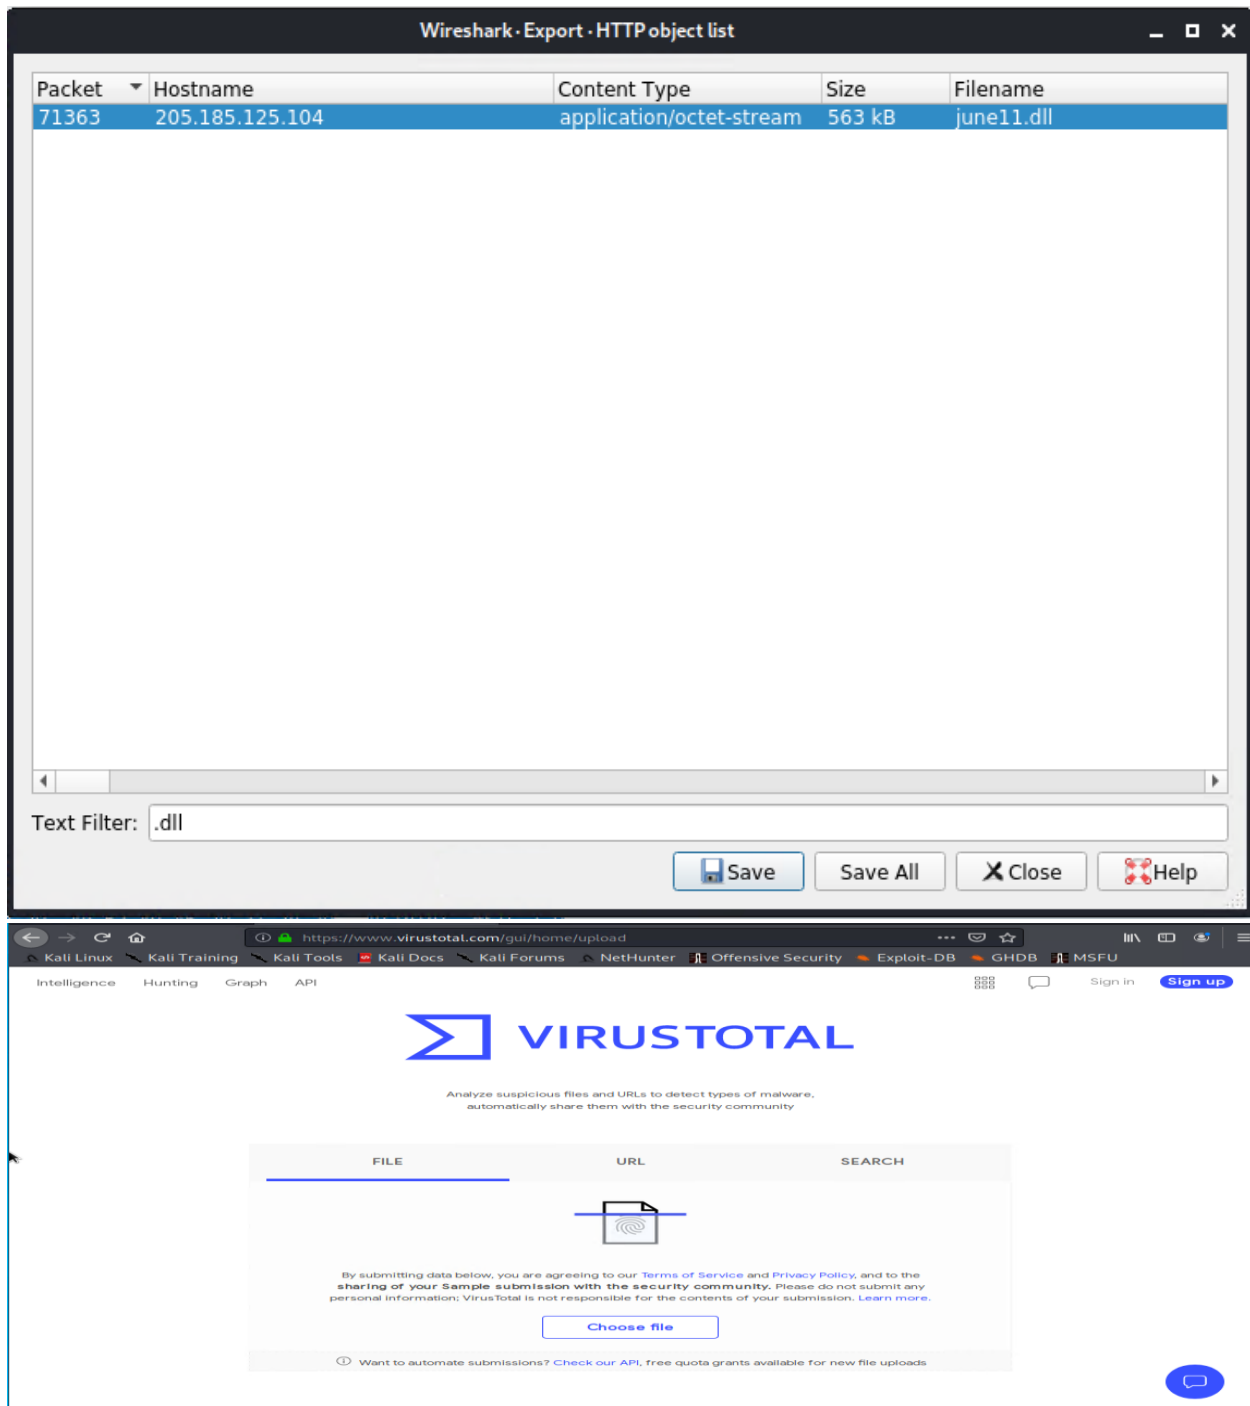 Wireshark · Export · HTTP object list
Packet Hostname Content Type Size Filename
71363 205.185.125.104 application/octet-stream 563 kB june11.dll
Text Filter: .dll
Save Save All Close Help
https://www.virustotal.com/gui/home/upload
Kali Linux Kali Training Kali Tools Kali Docs Kali Forums NetHunter Offensive Security Exploit-DB GHDB MSFU
Intelligence Hunting Graph API Sign in Sign up
VIRUSTOTAL
Analyze suspicious files and URLs to detect types of malware,
automatically share them with the security community
FILE URL SEARCH
By submitting data below, you are agreeing to our Terms of Service and Privacy Policy, and to the
sharing of your Sample submission with the security community. Please do not submit any
personal information; VirusTotal is not responsible for the contents of your submission. Learn more.
Choose file
Want to automate submissions? Check our API, free quota grants available for new file uploads